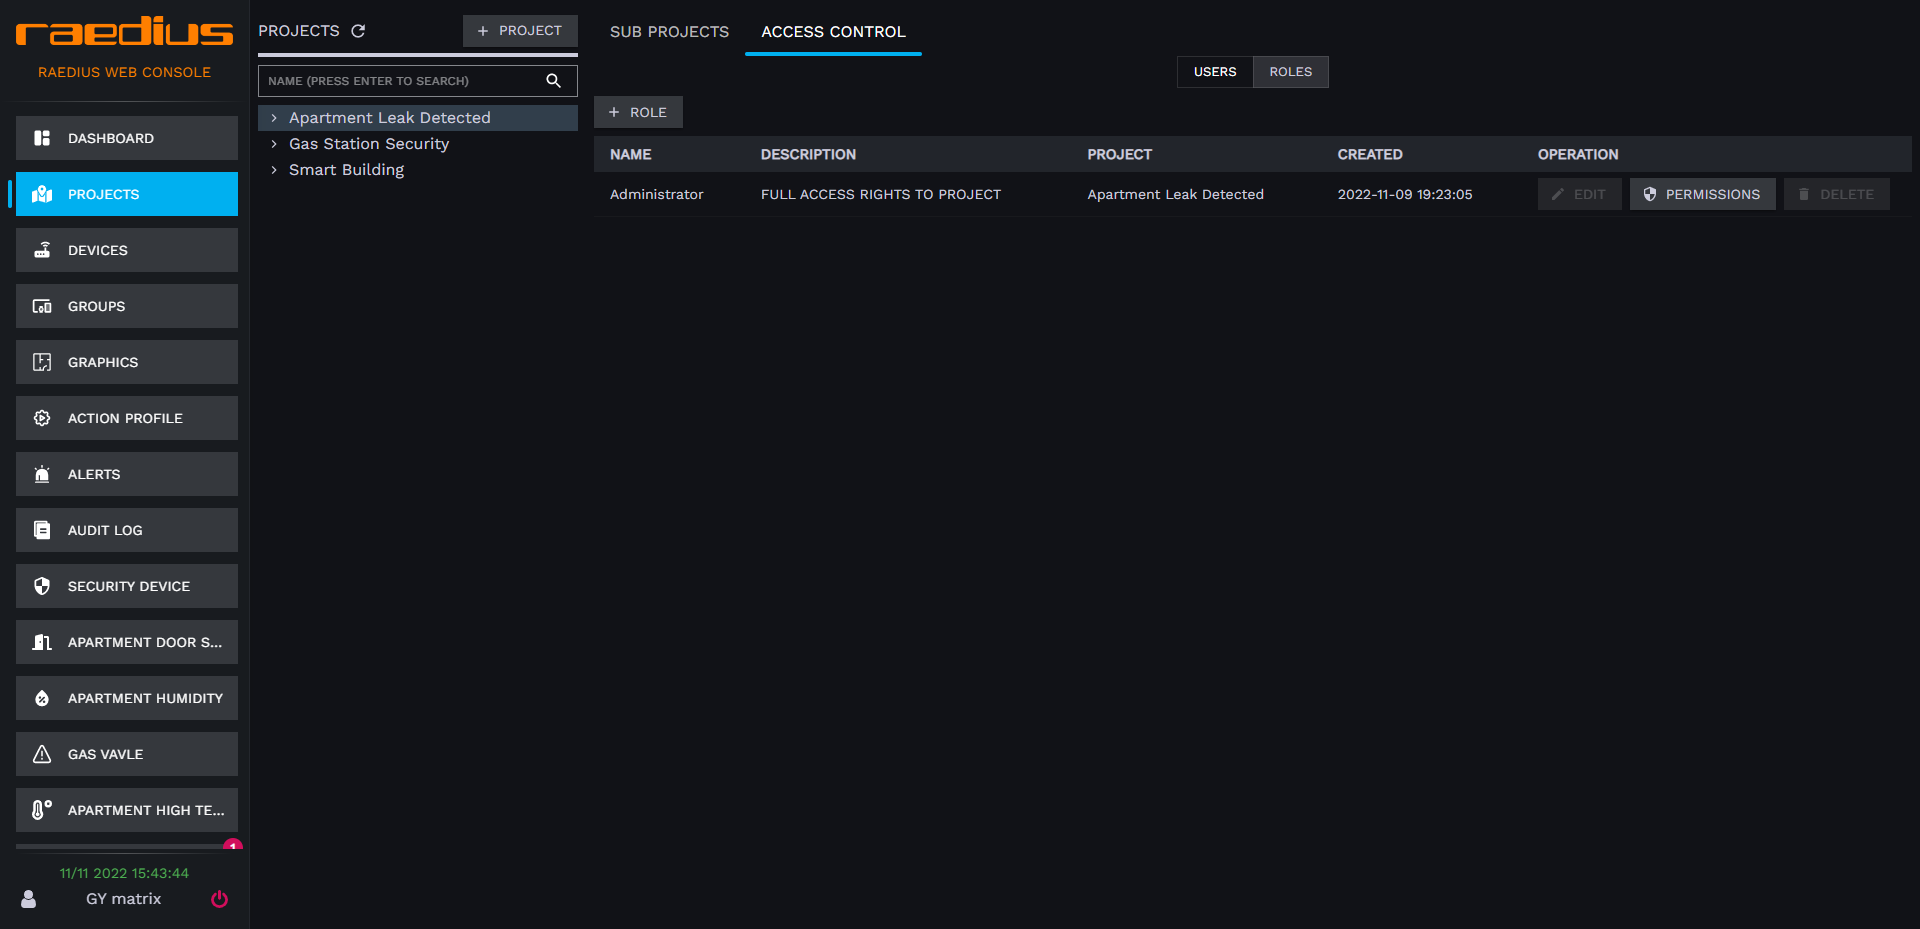 raedius
RAEDIUS WEB CONSOLE
DASHBOARD
PROJECTS
DEVICES
GROUPS
GRAPHICS
ACTION PROFILE
ALERTS
AUDIT LOG
SECURITY DEVICE
APARTMENT DOOR S...
APARTMENT HUMIDITY
GAS VAVLE
APARTMENT HIGH TE...
1
11/11 2022 15:43:44
GY matrix
PROJECTS
+ PROJECT
NAME (PRESS ENTER TO SEARCH)
Apartment Leak Detected
Gas Station Security
Smart Building
SUB PROJECTS ACCESS CONTROL
USERS ROLES
+ ROLE
NAME DESCRIPTION PROJECT CREATED OPERATION
Administrator FULL ACCESS RIGHTS TO PROJECT Apartment Leak Detected 2022-11-09 19:23:05 EDIT PERMISSIONS DELETE